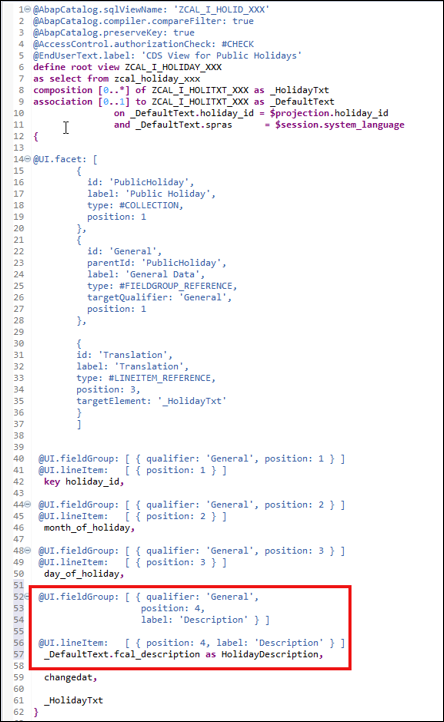 1 @AbapCatalog.sqlViewName: 'ZCAL_I_HOLID_XXX'
2 @AbapCatalog.compiler.compareFilter: true
3 @AbapCatalog.preserveKey: true
4 @AccessControl.authorizationCheck: #CHECK
5 @EndUserText.label: 'CDS View for Public Holidays'
6 define root view ZCAL_I_HOLIDAY_XXX
7 as select from zcal_holiday_xxx
8 composition [0..*] of ZCAL_I_HOLITXT_XXX as _HolidayTxt
9 association [0..1] to ZCAL_I_HOLITXT_XXX as _DefaultText
10 on _DefaultText.holiday_id = $projection.holiday_id
11 and _DefaultText.spras = $session.system_language
12 {
13
14 @UI.facet: [
15 {
16 id: 'PublicHoliday',
17 label: 'Public Holiday',
18 type: #COLLECTION,
19 position: 1
20 },
21 {
22 id: 'General',
23 parentId: 'PublicHoliday',
24 label: 'General Data',
25 type: #FIELDGROUP_REFERENCE,
26 targetQualifier: 'General',
27 position: 1
28 },
29
30 {
31 id: 'Translation',
32 label: 'Translation',
33 type: #LINEITEM_REFERENCE,
34 position: 3,
35 targetElement: '_HolidayTxt'
36 }
37 ]
38
39
40 @UI.fieldGroup: [ { qualifier: 'General', position: 1 } ]
41 @UI.lineItem: [ { position: 1 } ]
42 key holiday_id,
43
44 @UI.fieldGroup: [ { qualifier: 'General', position: 2 } ]
45 @UI.lineItem: [ { position: 2 } ]
46 month_of_holiday,
47
48 @UI.fieldGroup: [ { qualifier: 'General', position: 3 } ]
49 @UI.lineItem: [ { position: 3 } ]
50 day_of_holiday,
51
52 @UI.fieldGroup: [ { qualifier: 'General',
53 position: 4,
54 label: 'Description' } ]
55
56 @UI.lineItem: [ { position: 4, label: 'Description' } ]
57 _DefaultText.fcal_description as HolidayDescription,
58
59 changedat,
60
61 _HolidayTxt
62 }